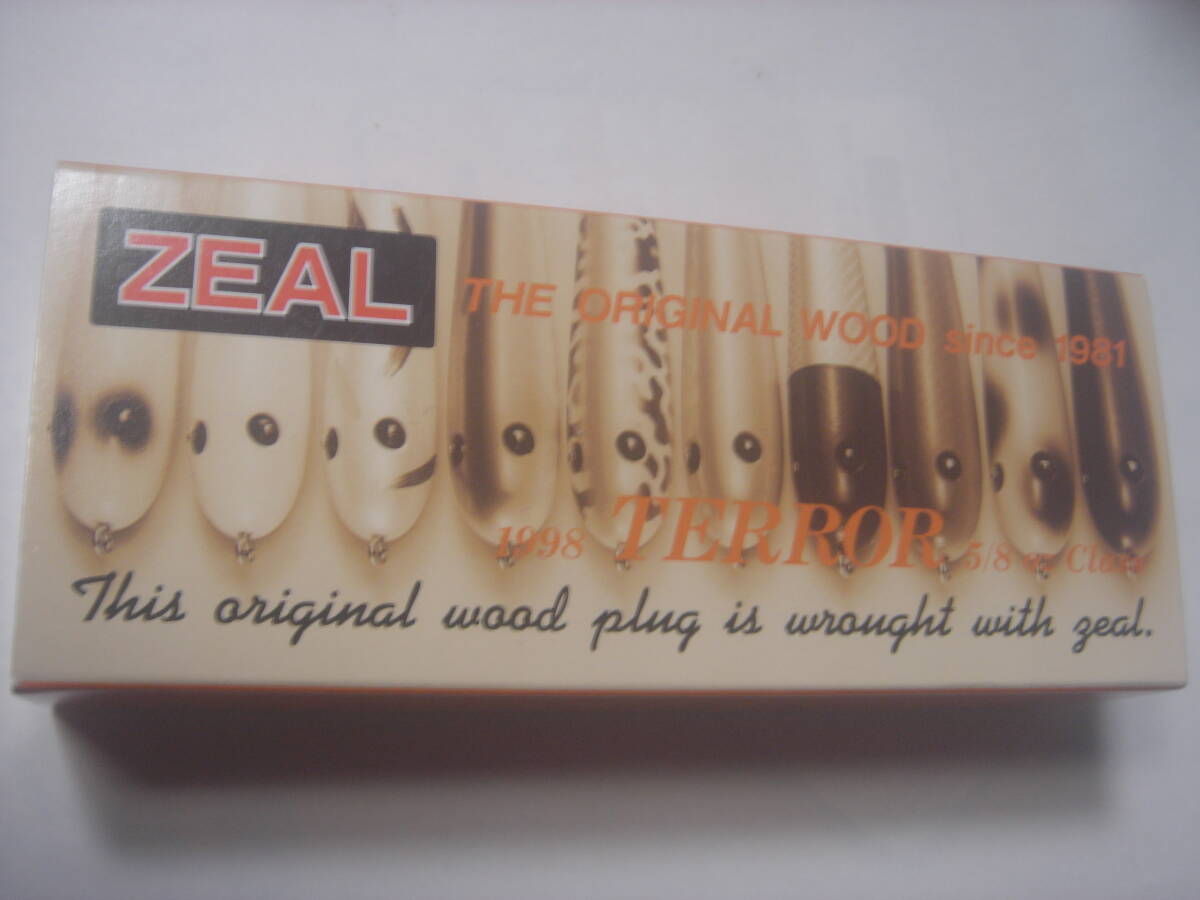 ZEAL
THE ORIGINAL WOOD since 1981
1998 TERROR 5/8 oz Class
This original wood plug is wrought with zeal.